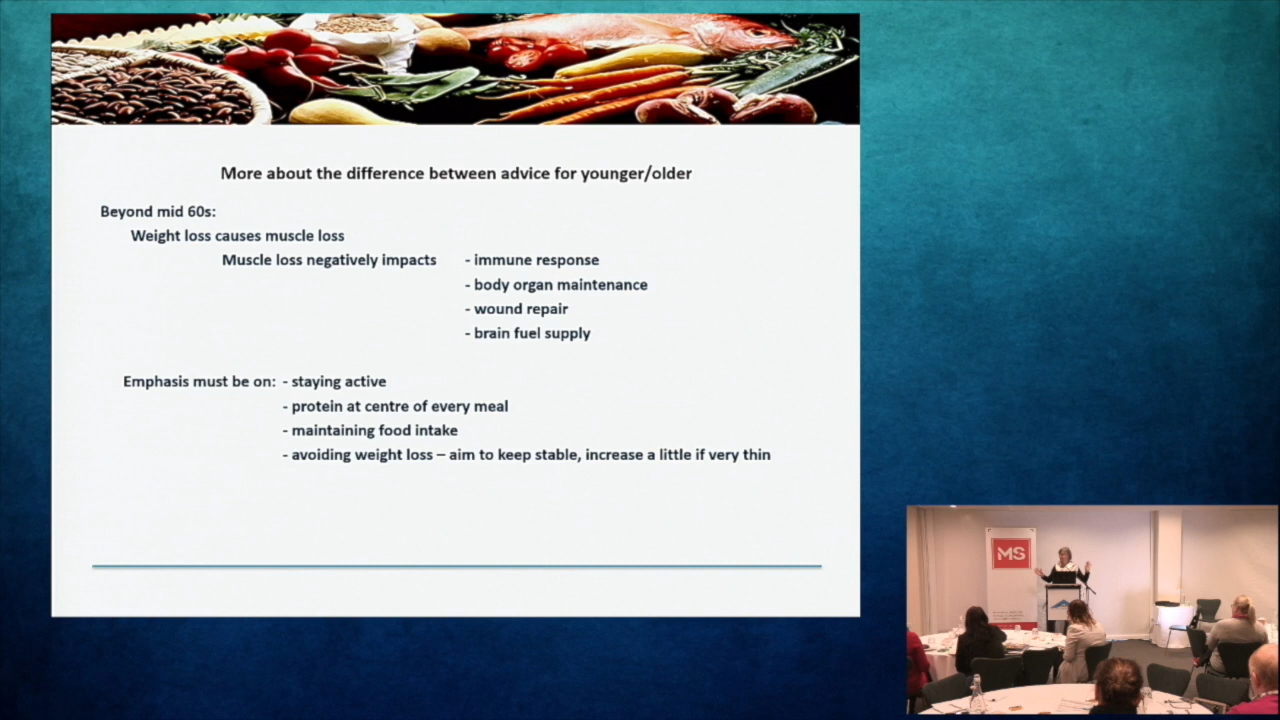 More about the difference between advice for younger/older
Beyond mid 60s:
Weight loss causes muscle loss
Muscle loss negatively impacts - immune response
- body organ maintenance
- wound repair
- brain fuel supply
Emphasis must be on: - staying active
- protein at centre of every meal
- maintaining food intake
- avoiding weight loss – aim to keep stable, increase a little if very thin
MS